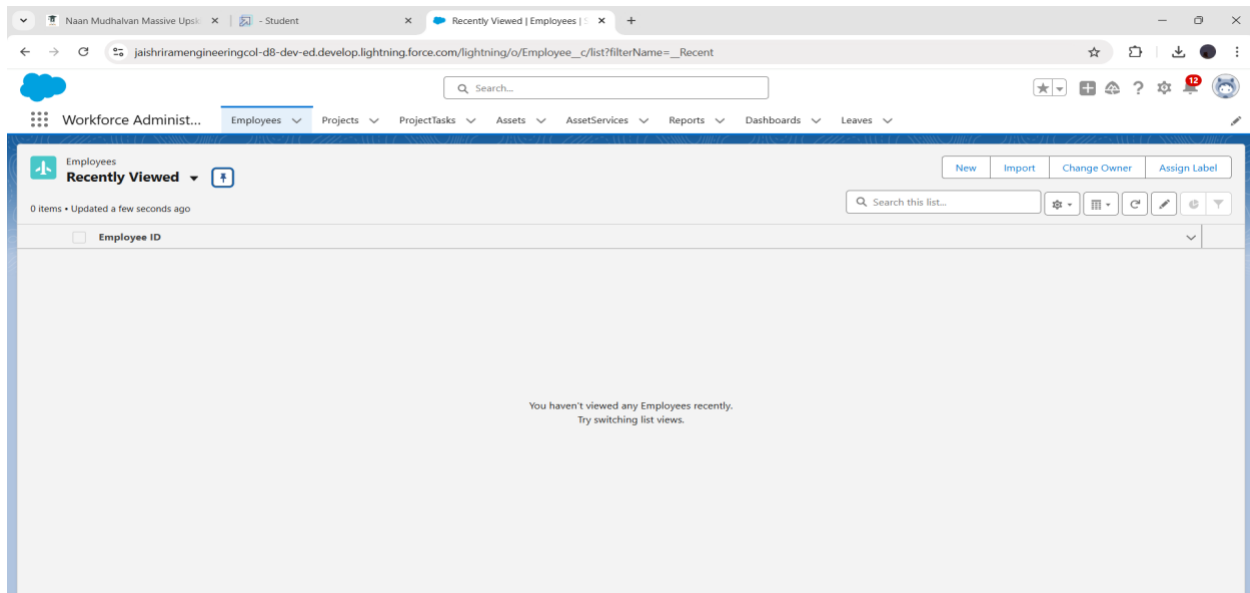 Naan Mudhalvan Massive Upski
- Student
Recently Viewed | Employees | S
jaishriramengineeringcol-d8-dev-ed.develop.lightning.force.com/lightning/o/Employee__c/list?filterName=__Recent
Search...
12
Workforce Administ...
Employees
Projects
ProjectTasks
Assets
AssetServices
Reports
Dashboards
Leaves
Employees
Recently Viewed
New
Import
Change Owner
Assign Label
0 items • Updated a few seconds ago
Search this list...
Employee ID
You haven't viewed any Employees recently.
Try switching list views.